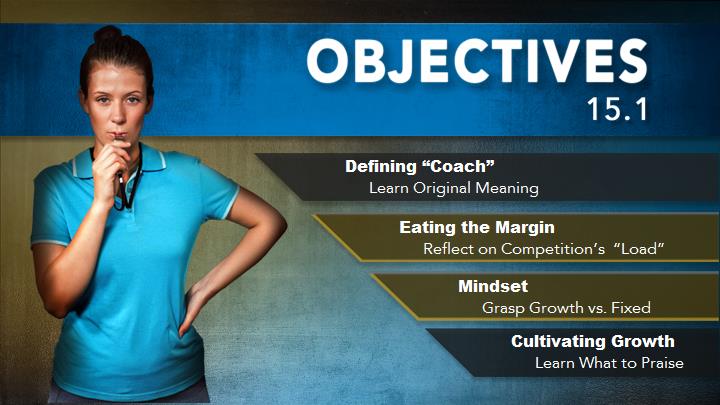 OBJECTIVES
15.1
Defining “Coach”
Learn Original Meaning
Eating the Margin
Reflect on Competition’s “Load”
Mindset
Grasp Growth vs. Fixed
Cultivating Growth
Learn What to Praise